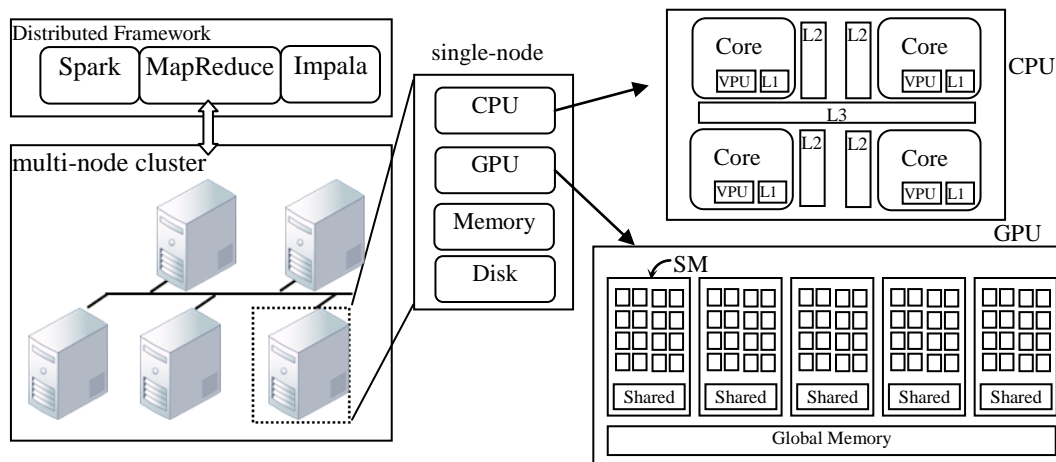 Distributed Framework
Spark
MapReduce
Impala
multi-node cluster
single-node
CPU
GPU
Memory
Disk
CPU
Core
VPU
L1
L2
L2
Core
VPU
L1
L3
Core
VPU
L1
L2
L2
Core
VPU
L1
GPU
SM
Shared
Shared
Shared
Shared
Shared
Global Memory